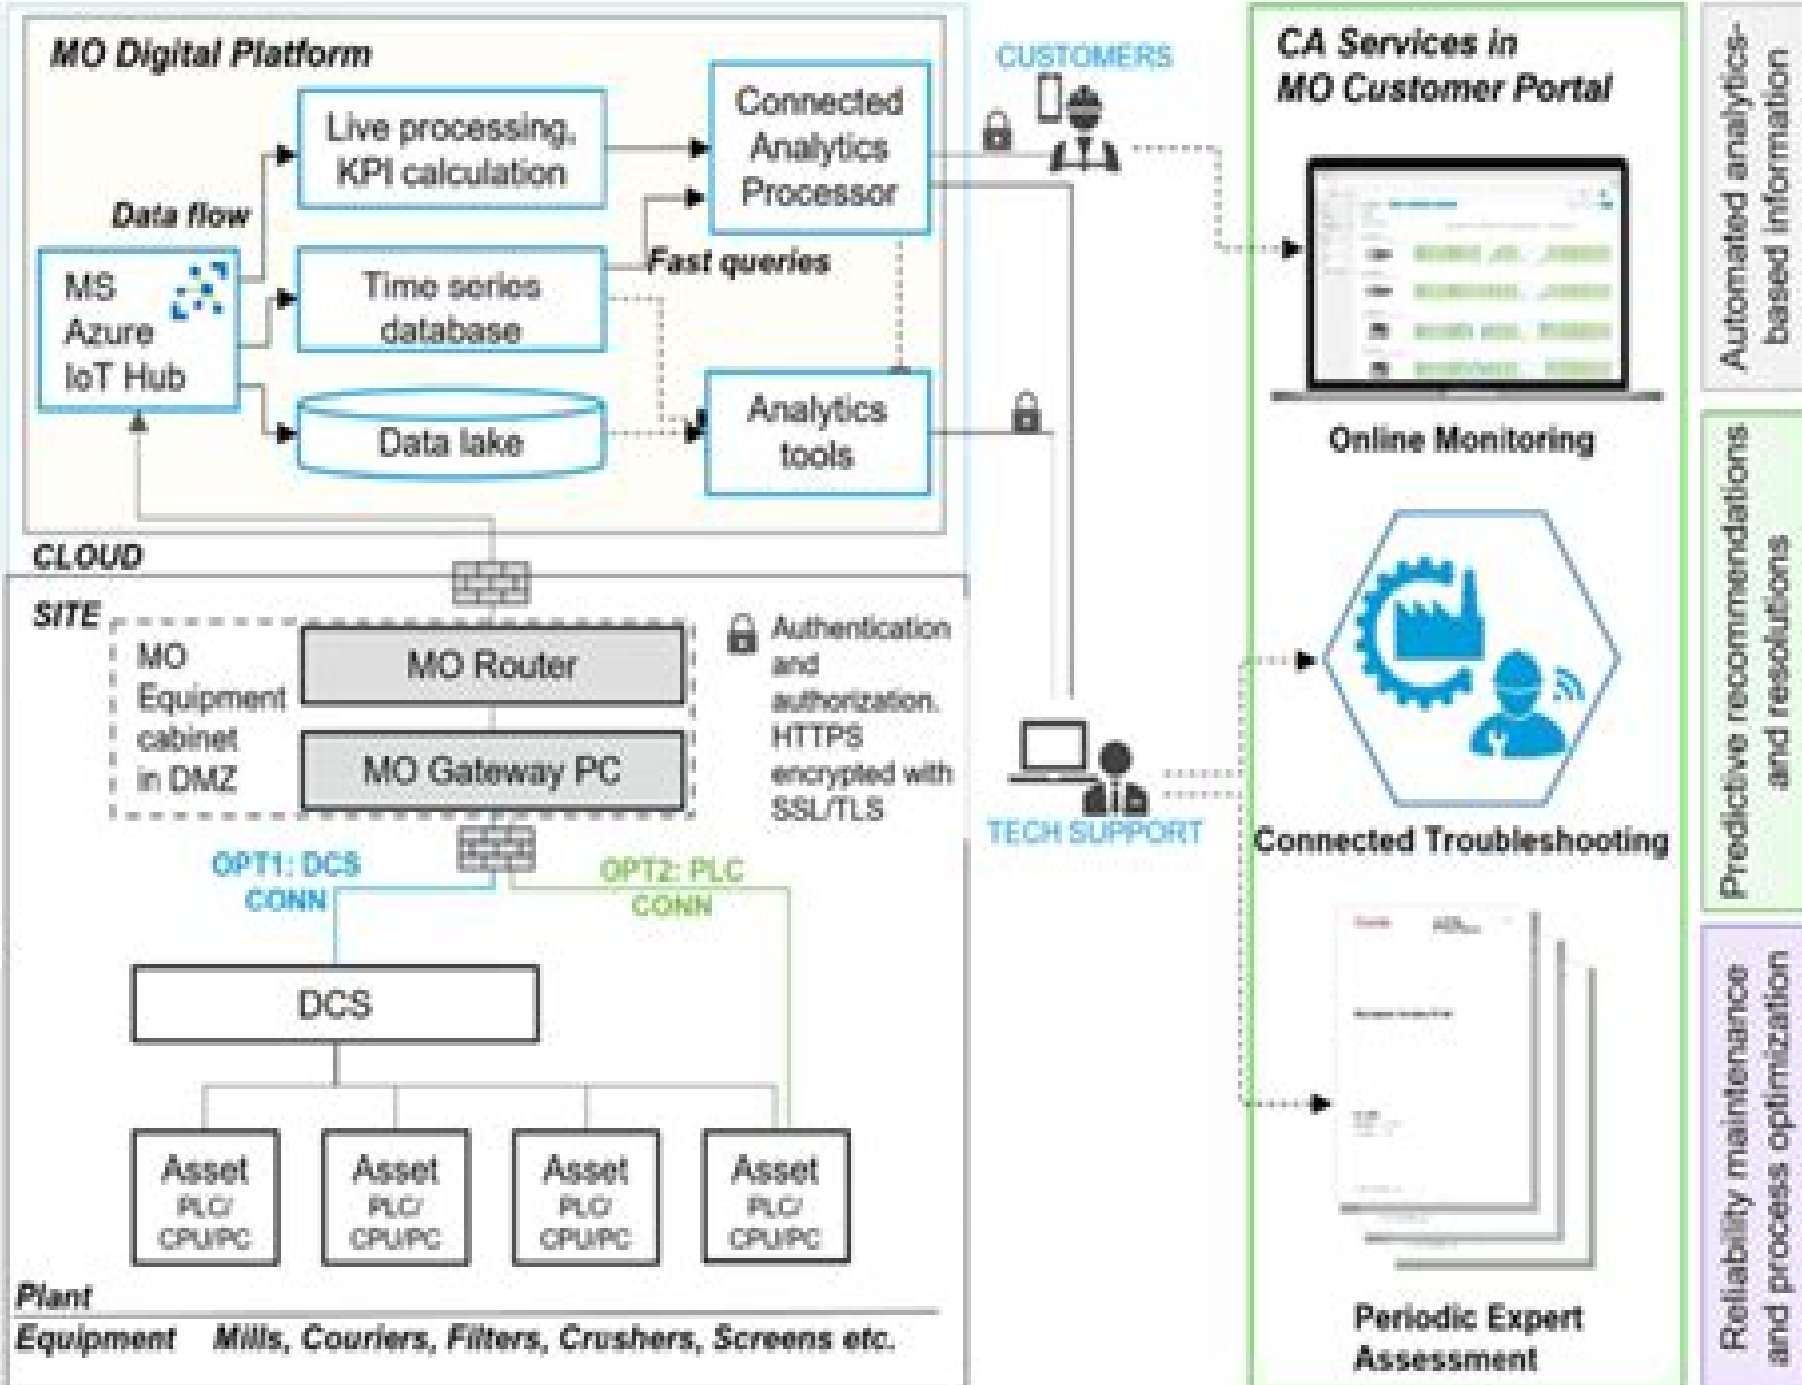 MO Digital Platform
Live processing,
KPI calculation
Connected
Analytics
Processor
Data flow
Fast queries
MS
Azure
IoT Hub
Time series
database
Data lake
Analytics
tools
CLOUD
SITE
MO
Equipment
cabinet
in DMZ
MO Router
MO Gateway PC
Authentication
and
authorization.
HTTPS
encrypted with
SSL/TLS
OPT1: DCS
CONN
OPT2: PLC
CONN
DCS
Asset
PLC/
CPU/PC
Asset
PLC/
CPU/PC
Asset
PLC/
CPU/PC
Asset
PLC/
CPU/PC
Plant
Equipment Mills, Couriers, Filters, Crushers, Screens etc.
CUSTOMERS
TECH SUPPORT
CA Services in
MO Customer Portal
Online Monitoring
Connected Troubleshooting
Periodic Expert
Assessment
Automated analytics-
based information
Predictive recommendations
and resolutions
Reliability maintenance
and process optimization